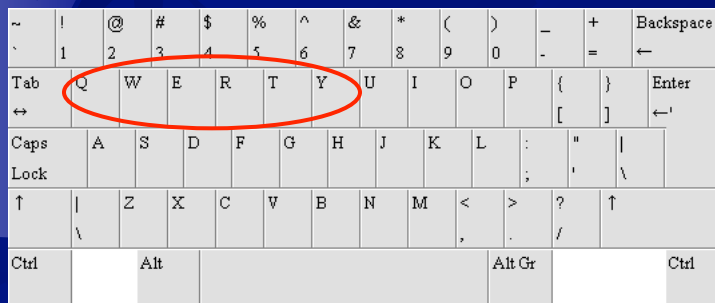 ~ ! @ # $ % ^ & * ( ) _ + Backspace
` 1 2 3 4 5 6 7 8 9 0 - = ←
Tab Q W E R T Y U I O P { } Enter
↔ [ ] ←'
Caps A S D F G H J K L : " |
Lock ; ' \
↑ | Z X C V B N M < > ? ↑
\ , . /
Ctrl Alt Alt Gr Ctrl